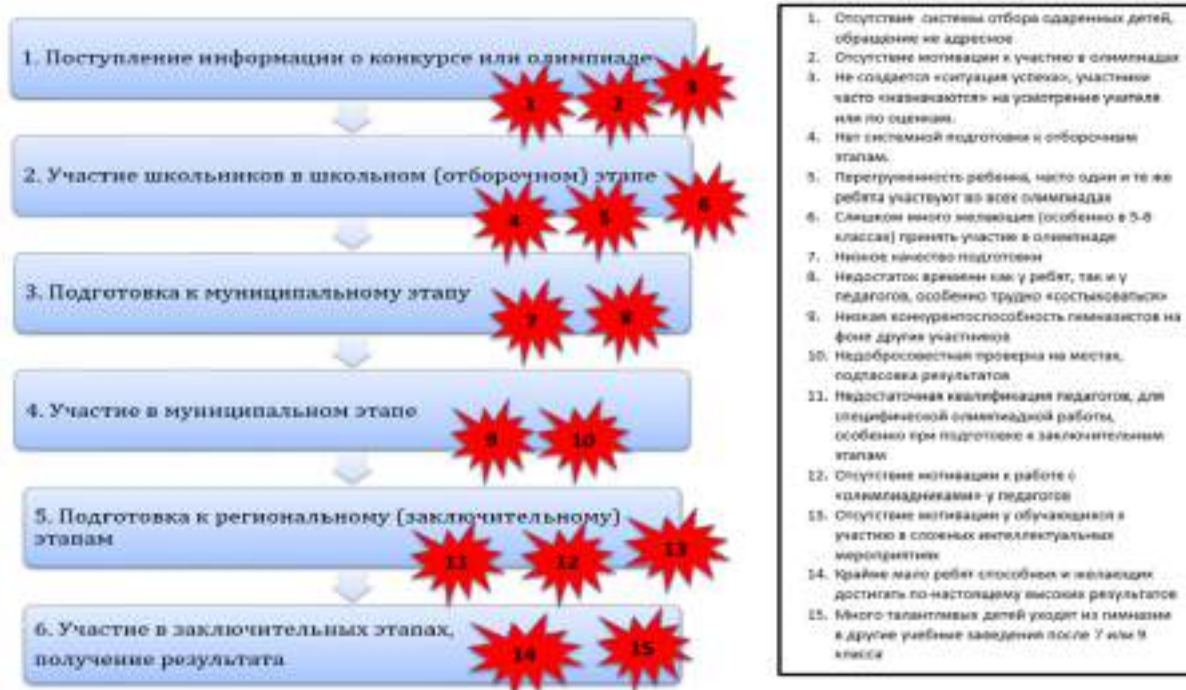 1. Поступление информации о конкурсе или олимпиаде
1
2
3
2. Участие школьников в школьном (отборочном) этапе
4
5
6
3. Подготовка к муниципальному этапу
7
8
4. Участие в муниципальном этапе
9
10
5. Подготовка к региональному (заключительному)
этапам
11
12
13
6. Участие в заключительных этапах,
получение результата
14
15
1. Отсутствие системы отбора одаренных детей,
обращение не адресное
2. Отсутствие мотивации к участию в олимпиадах
3. Не создается «ситуация успеха», участники
часто «назначаются» на усмотрение учителя
или по оценкам.
4. Нет системной подготовки к отборочным
этапам.
5. Перегруженность ребенка, часто одни и те же
ребята участвуют во всех олимпиадах
6. Слишком много желающих (особенно в 5-6
классах) принять участие в олимпиаде
7. Низкое качество подготовки
8. Недостаток времени как у ребят, так и у
педагогов, особенно трудно «состыковаться»
9. Низкая конкурентоспособность гимназистов на
фоне других участников
10. Недобросовестная проверка на местах,
подтасовка результатов
11. Недостаточная квалификация педагогов, для
специфической олимпиадной работы,
особенно при подготовке к заключительным
этапам
12. Отсутствие мотивации к работе с
«олимпиадниками» у педагогов
13. Отсутствие мотивации у обучающихся к
участию в сложных интеллектуальных
мероприятиях
14. Крайне мало ребят способных и желающих
достигать по-настоящему высоких результатов
15. Много талантливых детей уходят из гимназии
в другие учебные заведения после 7 или 9
класса